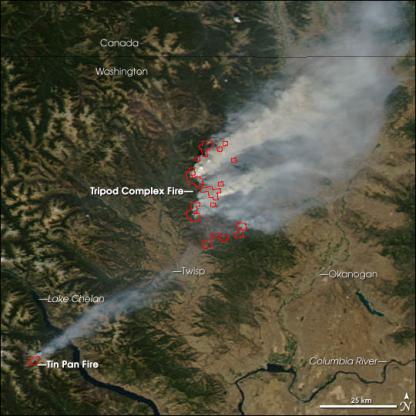 Canada
Washington
Tripod Complex Fire
Twisp
Okanogan
Lake Chelan
Tin Pan Fire
Columbia River
25 km
N